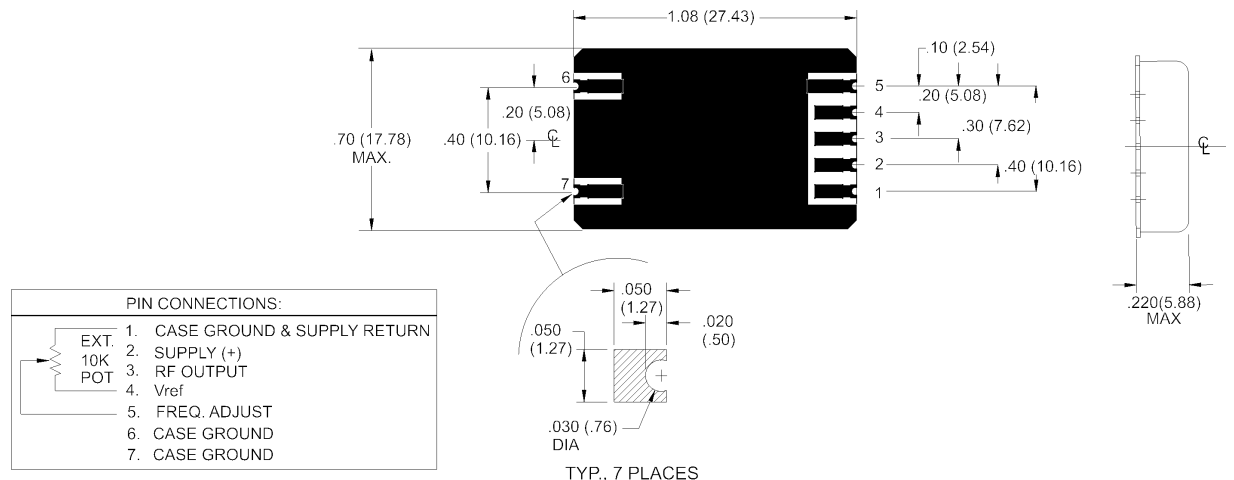 1.08 (27.43)
.10 (2.54)
6
5
.20 (5.08)
.20 (5.08)
4
.70 (17.78)
MAX.
.40 (10.16)
CL
3
.30 (7.62)
CL
2
.40 (10.16)
7
1
.050
(1.27)
.020
(.50)
.050
(1.27)
.030 (.76)
DIA
TYP., 7 PLACES
.220(5.88)
MAX
PIN CONNECTIONS:
EXT.
10K
POT
1. CASE GROUND & SUPPLY RETURN
2. SUPPLY (+)
3. RF OUTPUT
4. Vref
5. FREQ. ADJUST
6. CASE GROUND
7. CASE GROUND